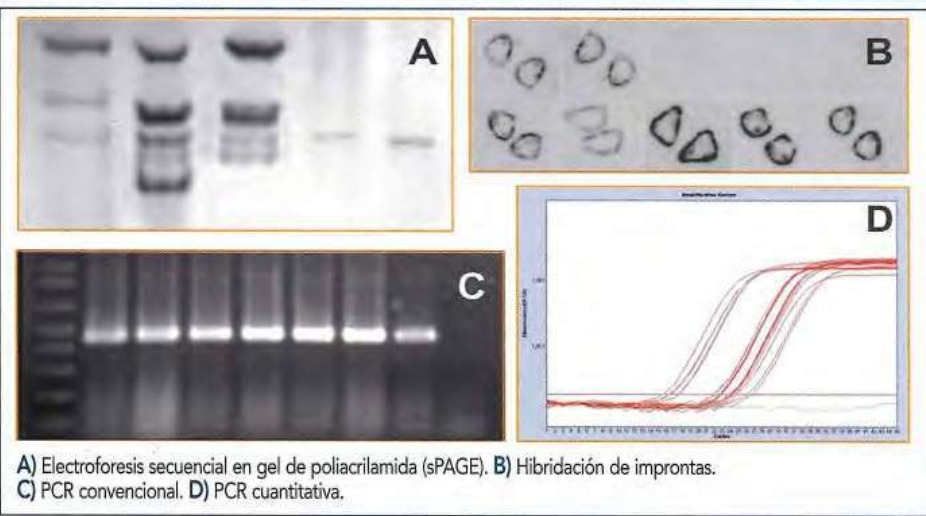 A
B
C
D
A) Electroforesis secuencial en gel de poliacrilamida (sPAGE). B) Hibridación de improntas.
C) PCR convencional. D) PCR cuantitativa.